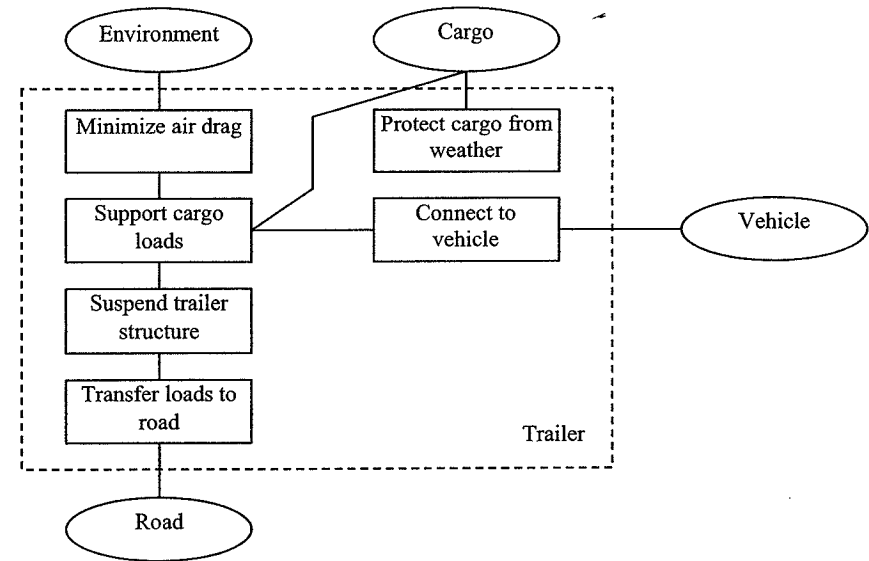 Environment
Cargo
Minimize air drag
Protect cargo from
weather
Support cargo
loads
Connect to
vehicle
Vehicle
Suspend trailer
structure
Transfer loads to
road
Trailer
Road